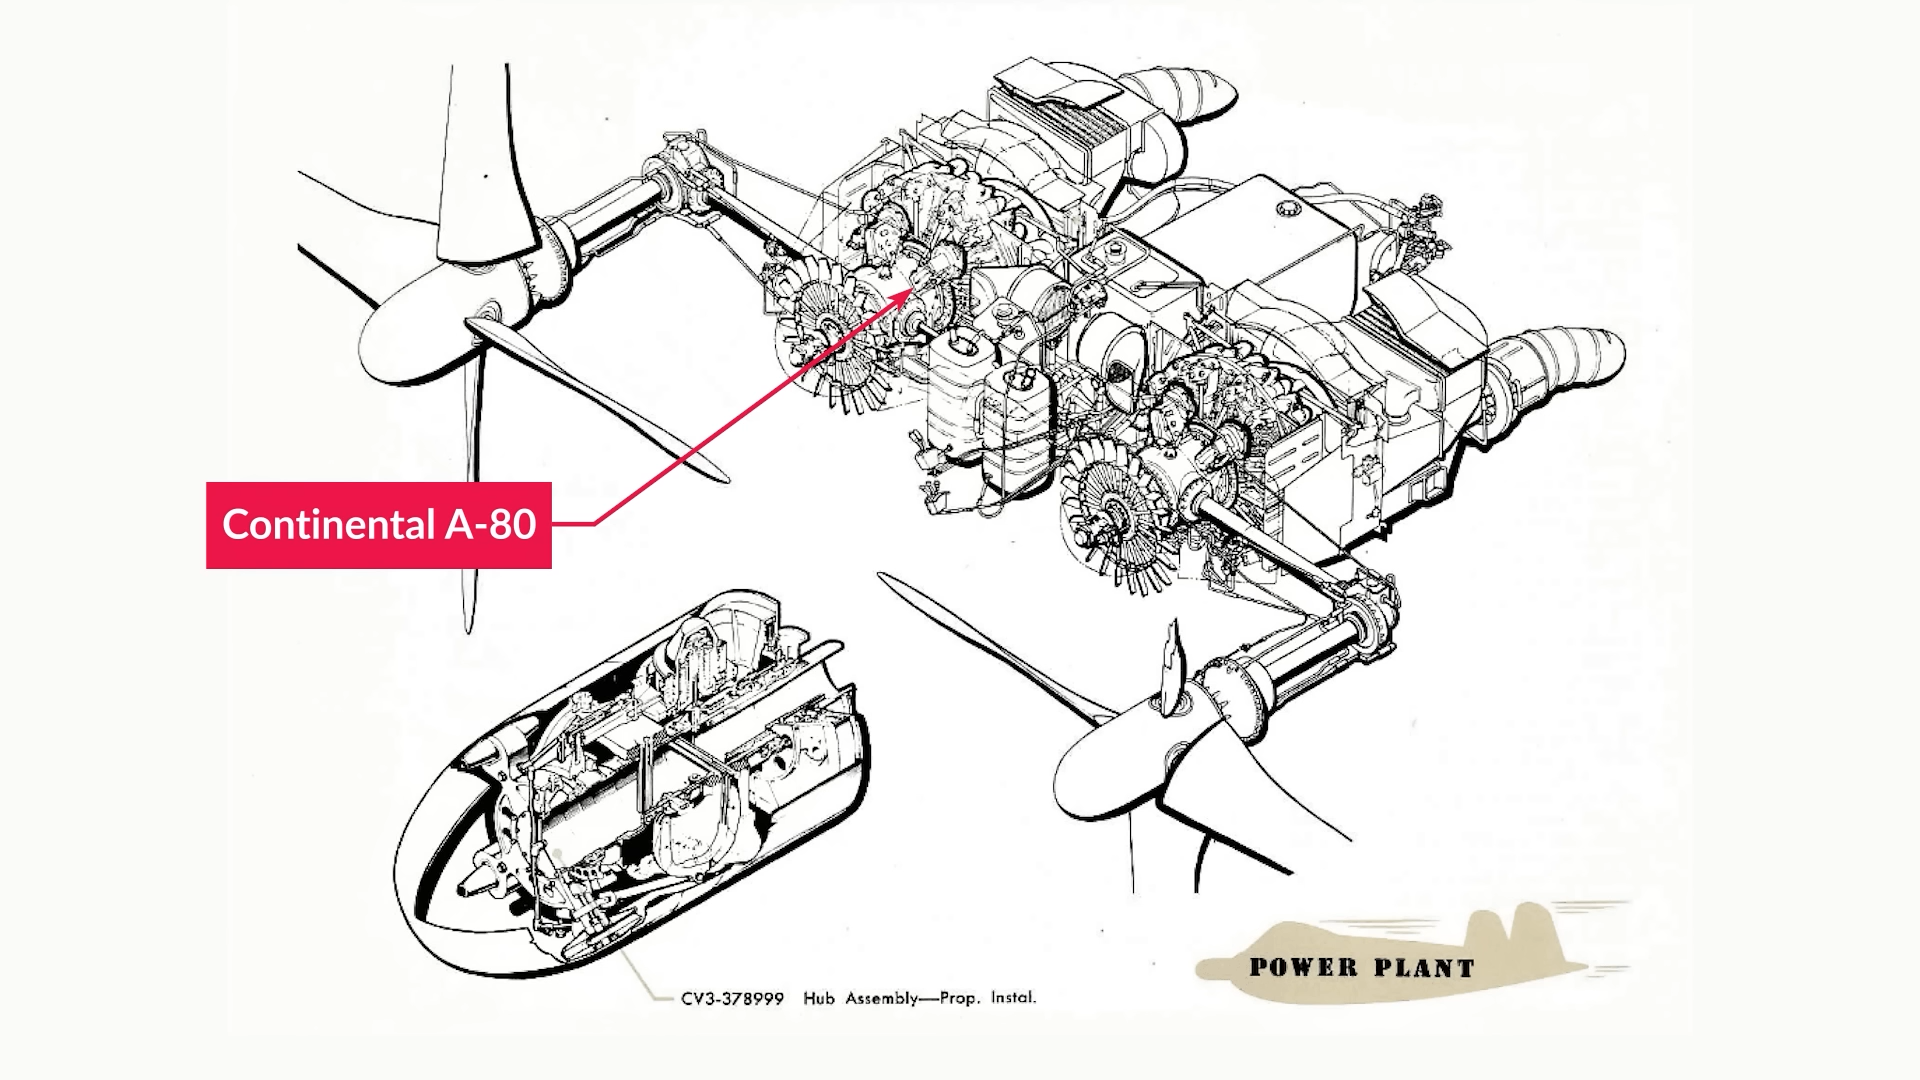 Continental A-80
CV3-378999 Hub Assembly—Prop. Instal.
POWER PLANT